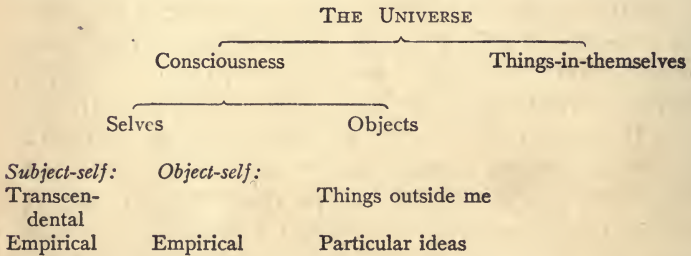 THE UNIVERSE
Consciousness Things-in-themselves
Selves Objects
Subject-self: Object-self:
Transcen- Things outside me
dental
Empirical Empirical Particular ideas